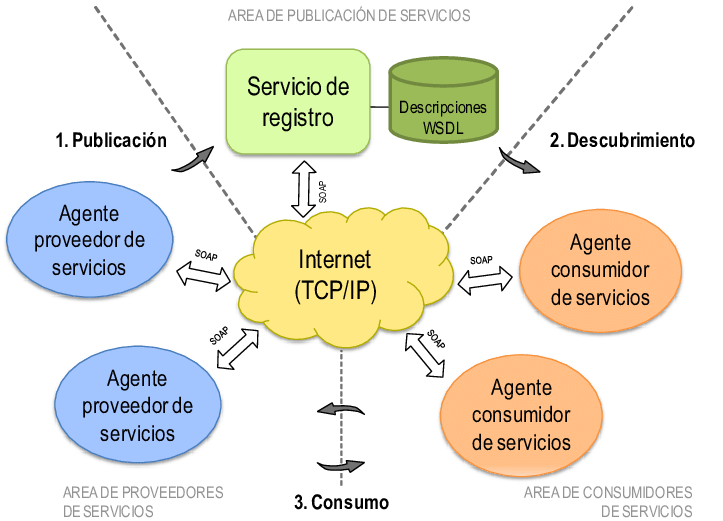 AREA DE PUBLICACIÓN DE SERVICIOS
Servicio de
registro
Descripciones
WSDL
1. Publicación
2. Descubrimiento
SOAP
Agente
proveedor de
servicios
SOAP
Internet
(TCP/IP)
SOAP
Agente
consumidor
de servicios
SOAP
SOAP
Agente
proveedor de
servicios
Agente
consumidor
de servicios
AREA DE PROVEEDORES
DE SERVICIOS
3. Consumo
AREA DE CONSUMIDORES
DE SERVICIOS